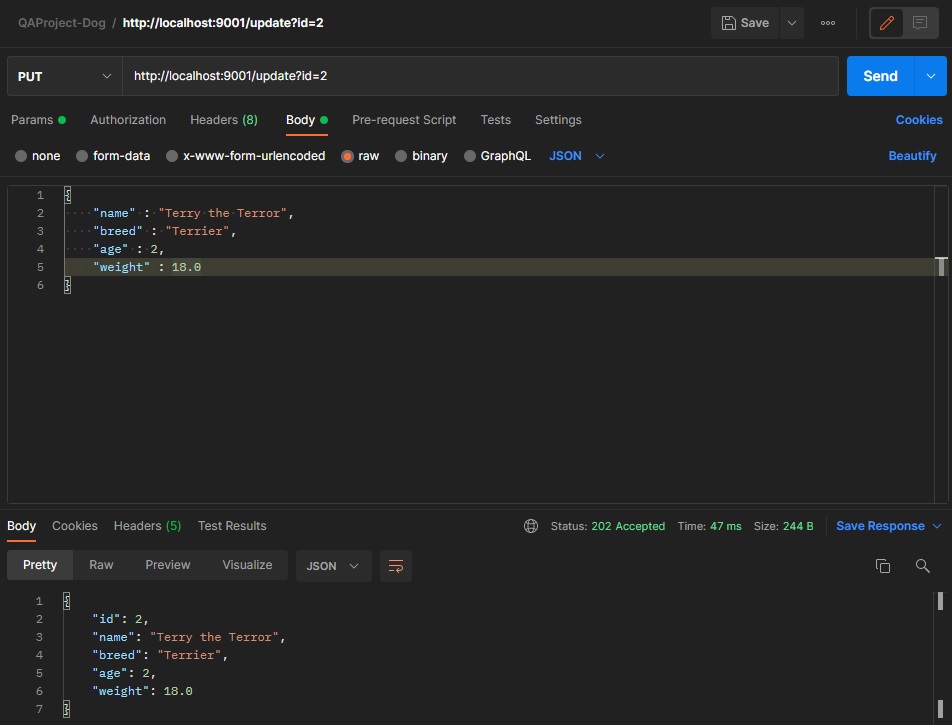 QAProject-Dog / http://localhost:9001/update?id=2 Save
PUT http://localhost:9001/update?id=2 Send
Params Authorization Headers (8) Body Pre-request Script Tests Settings Cookies
none form-data x-www-form-urlencoded raw binary GraphQL JSON Beautify
1 {
2 "name" : "Terry the Terror",
3 "breed" : "Terrier",
4 "age" : 2,
5 "weight" : 18.0
6 }
Body Cookies Headers (5) Test Results Status: 202 Accepted Time: 47 ms Size: 244 B Save Response
Pretty Raw Preview Visualize JSON
1 {
2 "id": 2,
3 "name": "Terry the Terror",
4 "breed": "Terrier",
5 "age": 2,
6 "weight": 18.0
7 }